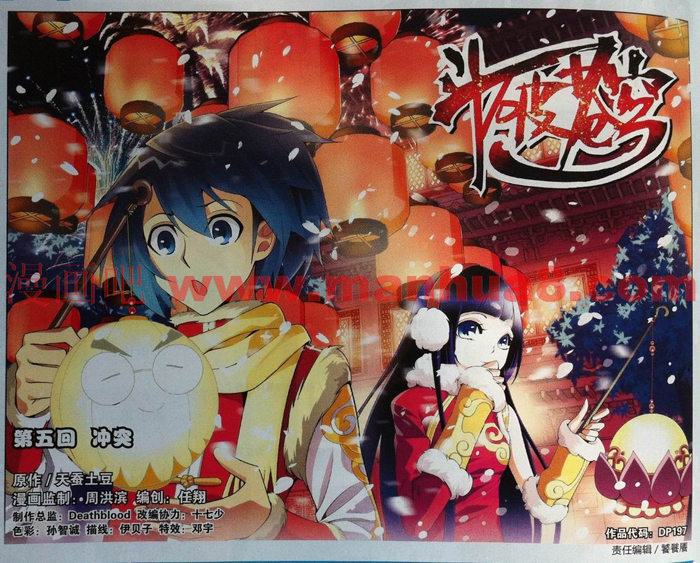 斗破苍穹
漫画吧 www.manhua8.com
第五回 冲突
原作/天蚕土豆
漫画监制：周洪滨 编创：任翔
制作总监：Deathblood 改编协力：十七少
色彩：孙智诚 描线：伊贝子 特效：邓宇
作品代码：DP197
责任编辑/饕餮餍